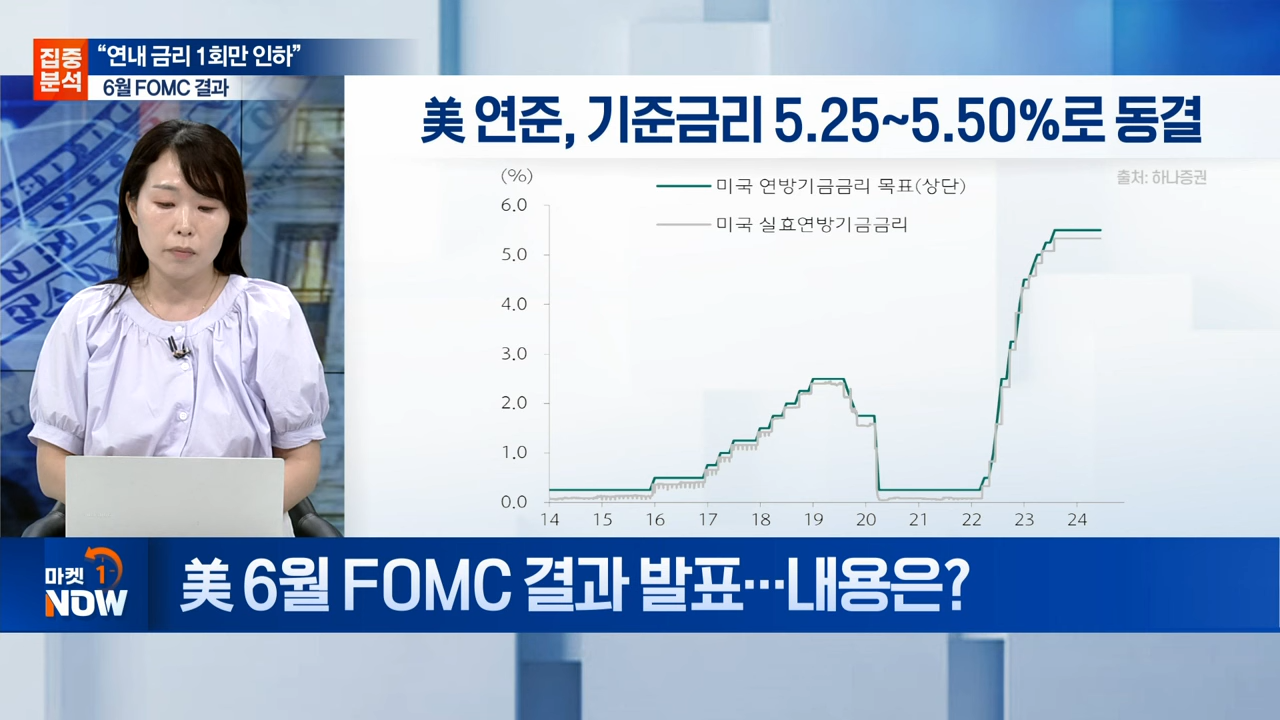 집중
분석
“연내 금리 1회만 인하”
6월 FOMC 결과
美 연준, 기준금리 5.25~5.50%로 동결
출처: 하나증권
(%)
미국 연방기금금리 목표(상단)
미국 실효연방기금금리
6.0
5.0
4.0
3.0
2.0
1.0
0.0
14 15 16 17 18 19 20 21 22 23 24
마켓 1
NOW
美 6월 FOMC 결과 발표…내용은?